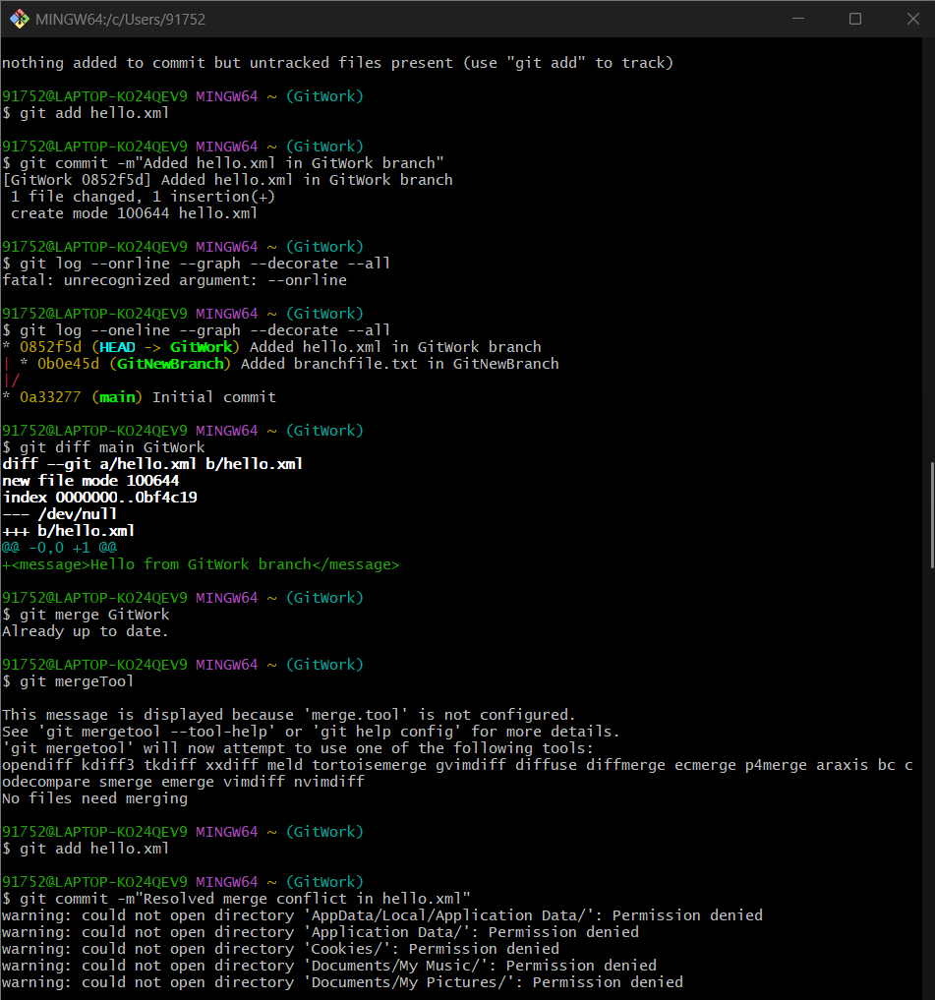 MINGW64:/c/Users/91752
nothing added to commit but untracked files present (use "git add" to track)
91752@LAPTOP-KO24QEV9 MINGW64 ~ (GitWork)
$ git add hello.xml
91752@LAPTOP-KO24QEV9 MINGW64 ~ (GitWork)
$ git commit -m"Added hello.xml in GitWork branch"
[GitWork 0852f5d] Added hello.xml in GitWork branch
 1 file changed, 1 insertion(+)
 create mode 100644 hello.xml
91752@LAPTOP-KO24QEV9 MINGW64 ~ (GitWork)
$ git log --onrline --graph --decorate --all
fatal: unrecognized argument: --onrline
91752@LAPTOP-KO24QEV9 MINGW64 ~ (GitWork)
$ git log --oneline --graph --decorate --all
* 0852f5d (HEAD -> GitWork) Added hello.xml in GitWork branch
| * 0b0e45d (GitNewBranch) Added branchfile.txt in GitNewBranch
|/
* 0a33277 (main) Initial commit
91752@LAPTOP-KO24QEV9 MINGW64 ~ (GitWork)
$ git diff main GitWork
diff --git a/hello.xml b/hello.xml
new file mode 100644
index 0000000..0bf4c19
--- /dev/null
+++ b/hello.xml
@@ -0,0 +1 @@
+<message>Hello from GitWork branch</message>
91752@LAPTOP-KO24QEV9 MINGW64 ~ (GitWork)
$ git merge GitWork
Already up to date.
91752@LAPTOP-KO24QEV9 MINGW64 ~ (GitWork)
$ git mergeTool
This message is displayed because 'merge.tool' is not configured.
See 'git mergetool --tool-help' or 'git help config' for more details.
'git mergetool' will now attempt to use one of the following tools:
opendiff kdiff3 tkdiff xxdiff meld tortoisemerge gvimdiff diffuse diffmerge ecmerge p4merge araxis bc c
odecompare smerge emerge vimdiff nvimdiff
No files need merging
91752@LAPTOP-KO24QEV9 MINGW64 ~ (GitWork)
$ git add hello.xml
91752@LAPTOP-KO24QEV9 MINGW64 ~ (GitWork)
$ git commit -m"Resolved merge conflict in hello.xml"
warning: could not open directory 'AppData/Local/Application Data/': Permission denied
warning: could not open directory 'Application Data/': Permission denied
warning: could not open directory 'Cookies/': Permission denied
warning: could not open directory 'Documents/My Music/': Permission denied
warning: could not open directory 'Documents/My Pictures/': Permission denied